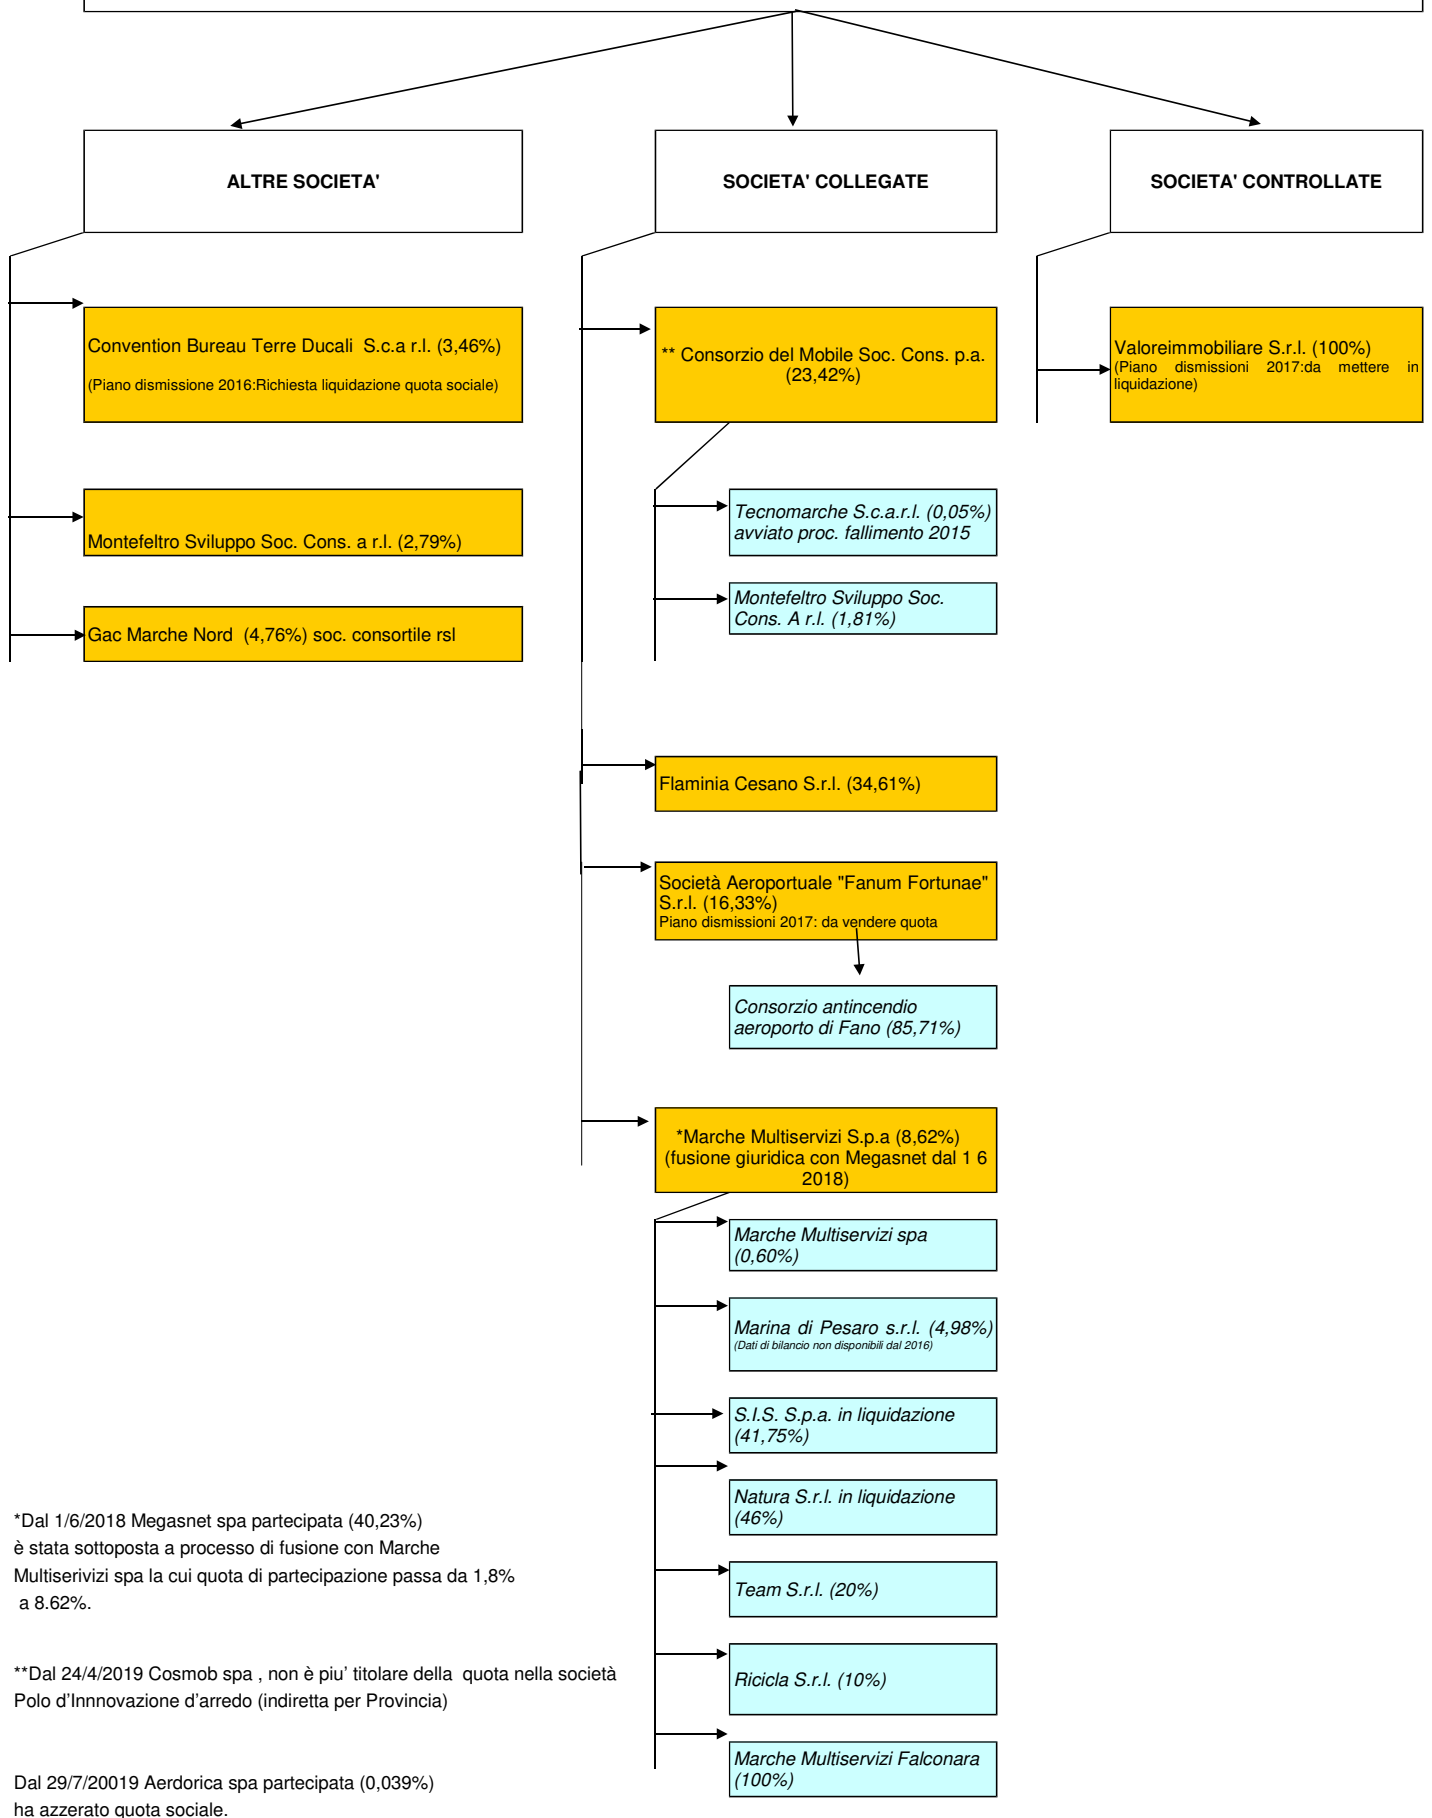 ALTRE SOCIETA'
SOCIETA' COLLEGATE
SOCIETA' CONTROLLATE
Convention Bureau Terre Ducali  S.c.a r.l. (3,46%)
(Piano dismissione 2016:Richiesta liquidazione quota sociale)
Montefeltro Sviluppo Soc. Cons. a r.l. (2,79%)
Gac Marche Nord  (4,76%) soc. consortile rsl
** Consorzio del Mobile Soc. Cons. p.a.
(23,42%)
Tecnomarche S.c.a.r.l. (0,05%)
avviato proc. fallimento 2015
Montefeltro Sviluppo Soc.
Cons. A r.l. (1,81%)
Flaminia Cesano S.r.l. (34,61%)
Società Aeroportuale "Fanum Fortunae"
S.r.l. (16,33%)
Piano dismissioni 2017: da vendere quota
Consorzio antincendio
aeroporto di Fano (85,71%)
*Marche Multiservizi S.p.a (8,62%)
(fusione giuridica con Megasnet dal 1 6
2018)
Marche Multiservizi spa
(0,60%)
Marina di Pesaro s.r.l. (4,98%)
(Dati di bilancio non disponibili dal 2016)
S.I.S. S.p.a. in liquidazione
(41,75%)
Natura S.r.l. in liquidazione
(46%)
Team S.r.l. (20%)
Ricicla S.r.l. (10%)
Marche Multiservizi Falconara
(100%)
Valoreimmobiliare S.r.l. (100%)
(Piano dismissioni 2017:da mettere in
liquidazione)
*Dal 1/6/2018 Megasnet spa partecipata (40,23%)
è stata sottoposta a processo di fusione con Marche
Multiserivizi spa la cui quota di partecipazione passa da 1,8%
a 8.62%.
**Dal 24/4/2019 Cosmob spa , non è piu' titolare della  quota nella società
Polo d'Innnovazione d'arredo (indiretta per Provincia)
Dal 29/7/20019 Aerdorica spa partecipata (0,039%)
ha azzerato quota sociale.